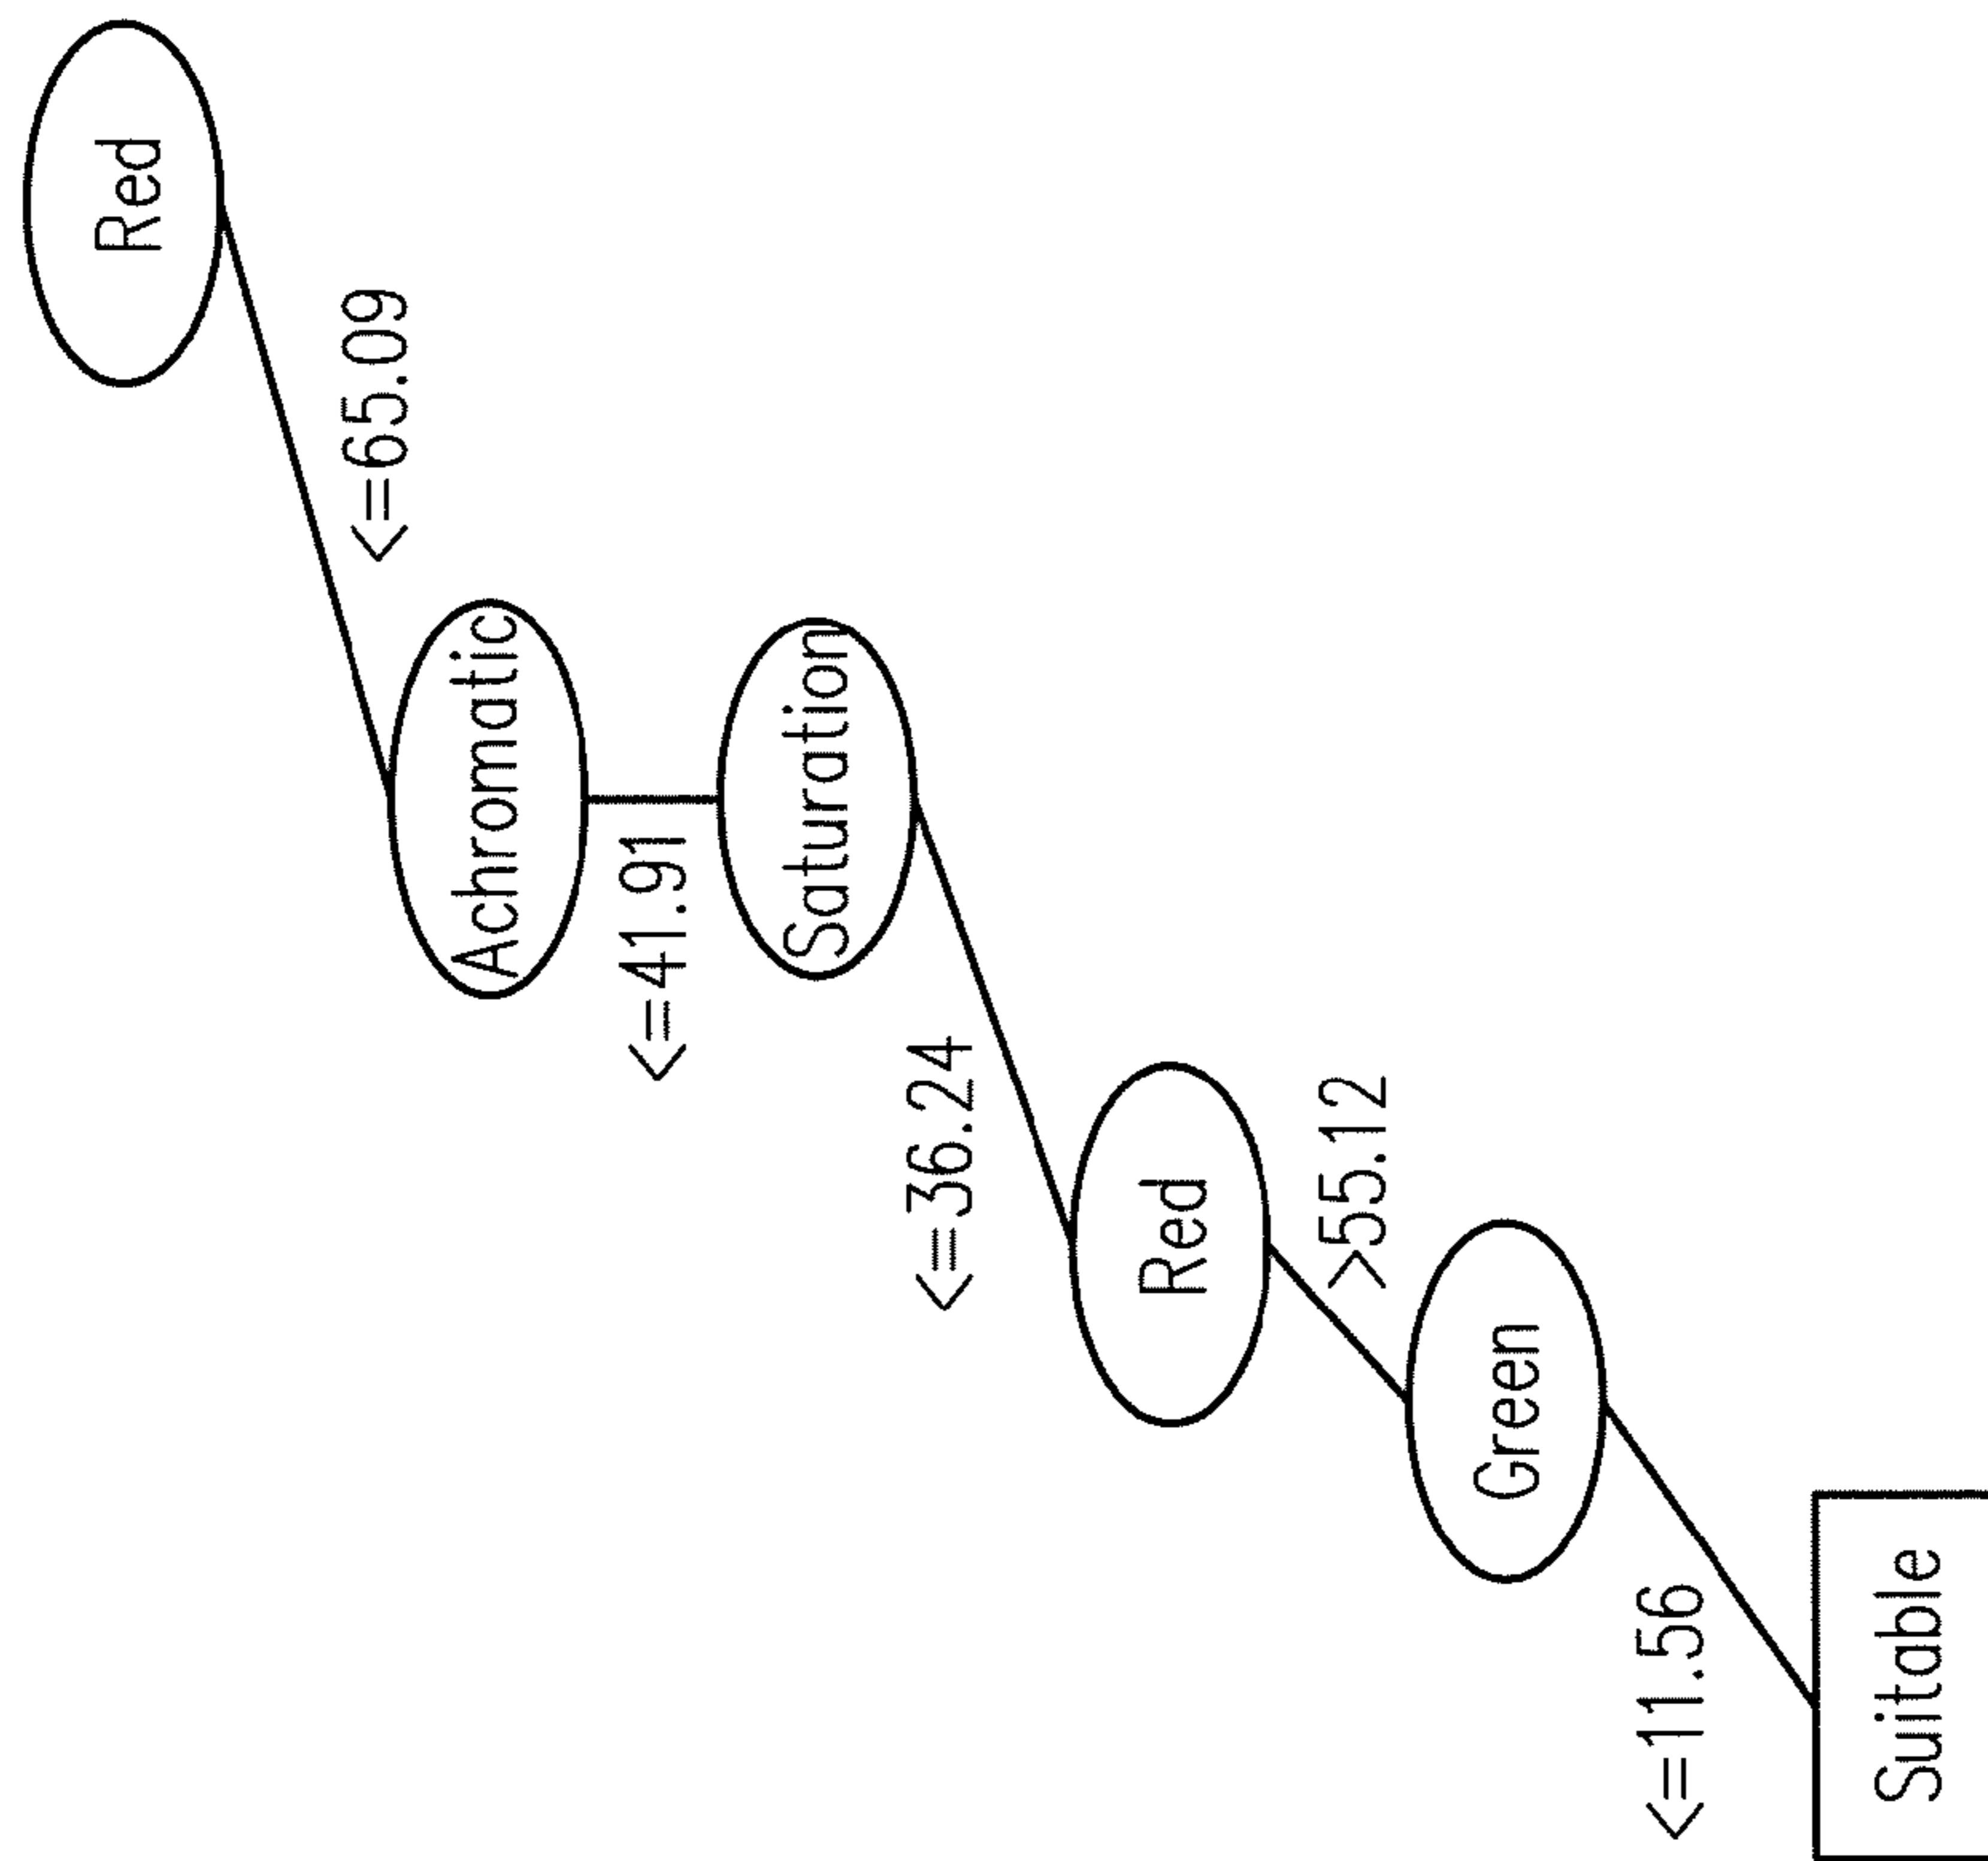 Red
<=65.09
Achromatic
<=41.91
Saturation
<=36.24
Red
>55.12
Green
<=11.56
Suitable